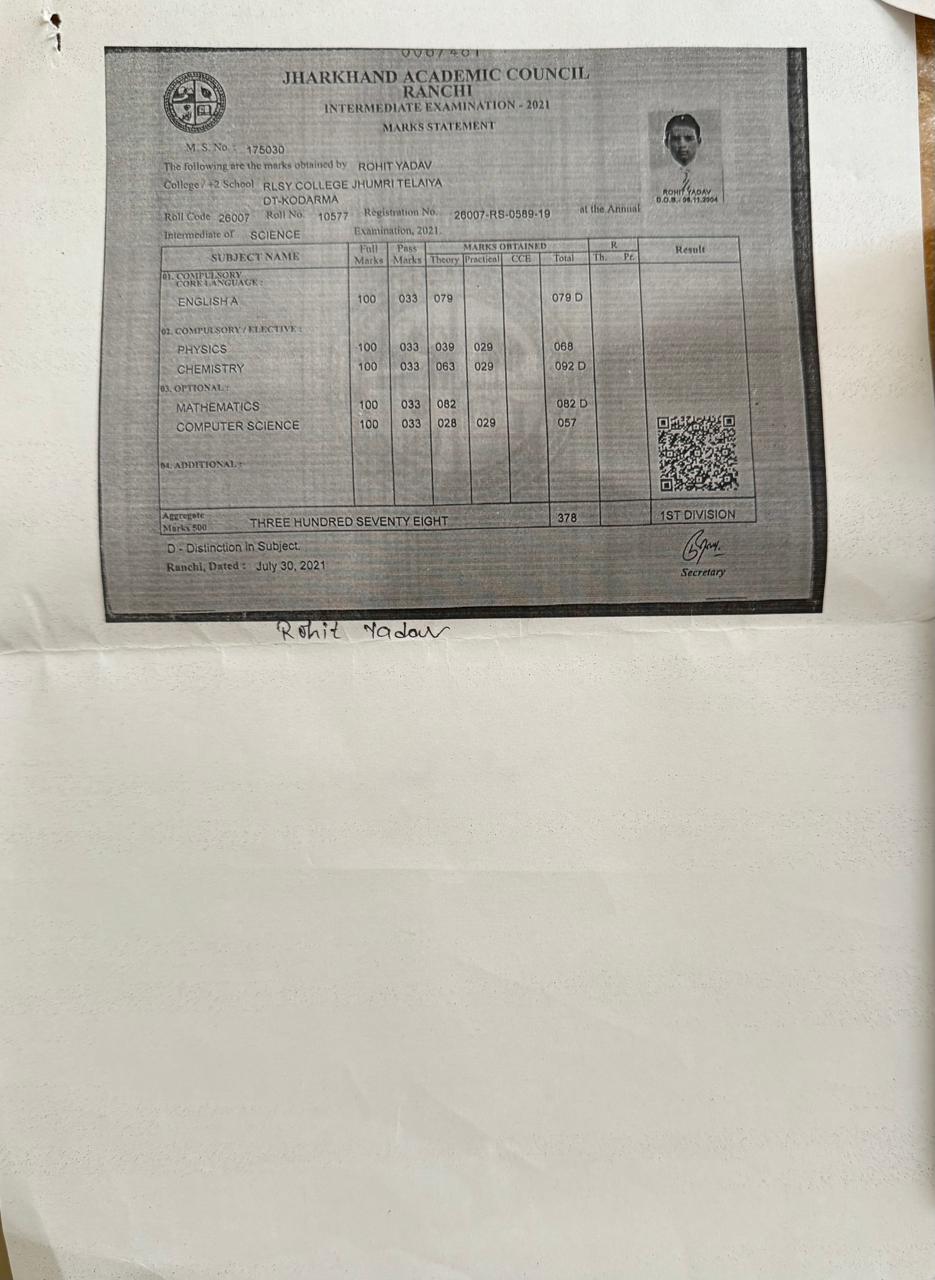 JHARKHAND ACADEMIC COUNCIL
RANCHI
INTERMEDIATE EXAMINATION - 2021
MARKS STATEMENT
M. S. No : 175030
The following are the marks obtained by ROHIT YADAV
College / +2 School RLSY COLLEGE JHUMRI TELAIYA
DT-KODARMA
ROHIT YADAV
D.O.B.: 06.11.2004
Roll Code 26007 Roll No. 10577 Registration No. 26007-RS-0589-19 at the Annual
Intermediate of SCIENCE Examination, 2021.
SUBJECT NAME Full Marks Pass Marks MARKS OBTAINED R Result
Theory Practical CCE Total Th. Pr.
01. COMPULSORY
CORE LANGUAGE :
ENGLISH A 100 033 079 079 D
02. COMPULSORY / ELECTIVE :
PHYSICS 100 033 039 029 068
CHEMISTRY 100 033 063 029 092 D
03. OPTIONAL :
MATHEMATICS 100 033 082 082 D
COMPUTER SCIENCE 100 033 028 029 057
04. ADDITIONAL :
Aggregate
Marks 500 THREE HUNDRED SEVENTY EIGHT 378 1ST DIVISION
D - Distinction In Subject.
Ranchi, Dated : July 30, 2021
Secretary
Rohit Yadav